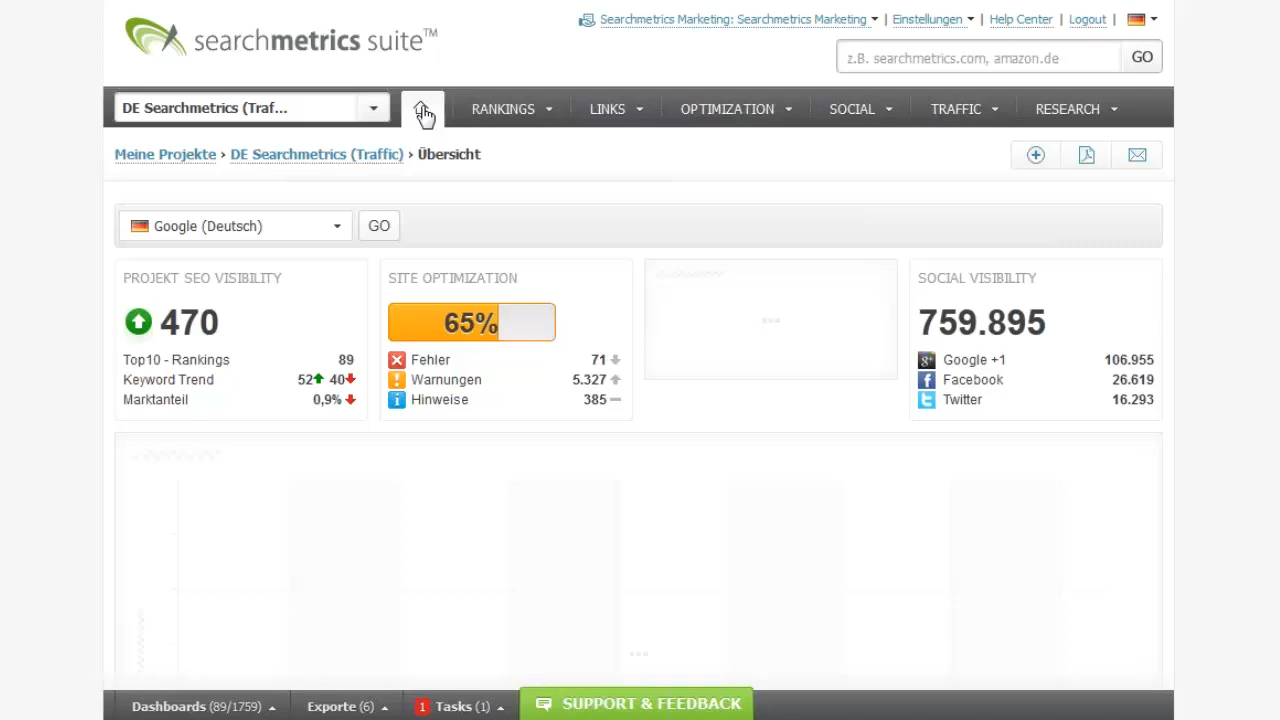 searchmetrics suite™
Searchmetrics Marketing: Searchmetrics Marketing | Einstellungen | Help Center | Logout |
z.B. searchmetrics.com, amazon.de GO
DE Searchmetrics (Traf... RANKINGS LINKS OPTIMIZATION SOCIAL TRAFFIC RESEARCH
Meine Projekte › DE Searchmetrics (Traffic) › Übersicht
Google (Deutsch) GO
PROJEKT SEO VISIBILITY
470
Top10 - Rankings 89
Keyword Trend 52 40
Marktanteil 0,9%
SITE OPTIMIZATION
65%
Fehler 71
Warnungen 5.327
Hinweise 385
SOCIAL VISIBILITY
759.895
Google +1 106.955
Facebook 26.619
Twitter 16.293
Dashboards (89/1759) Exporte (6) 1 Tasks (1) SUPPORT & FEEDBACK